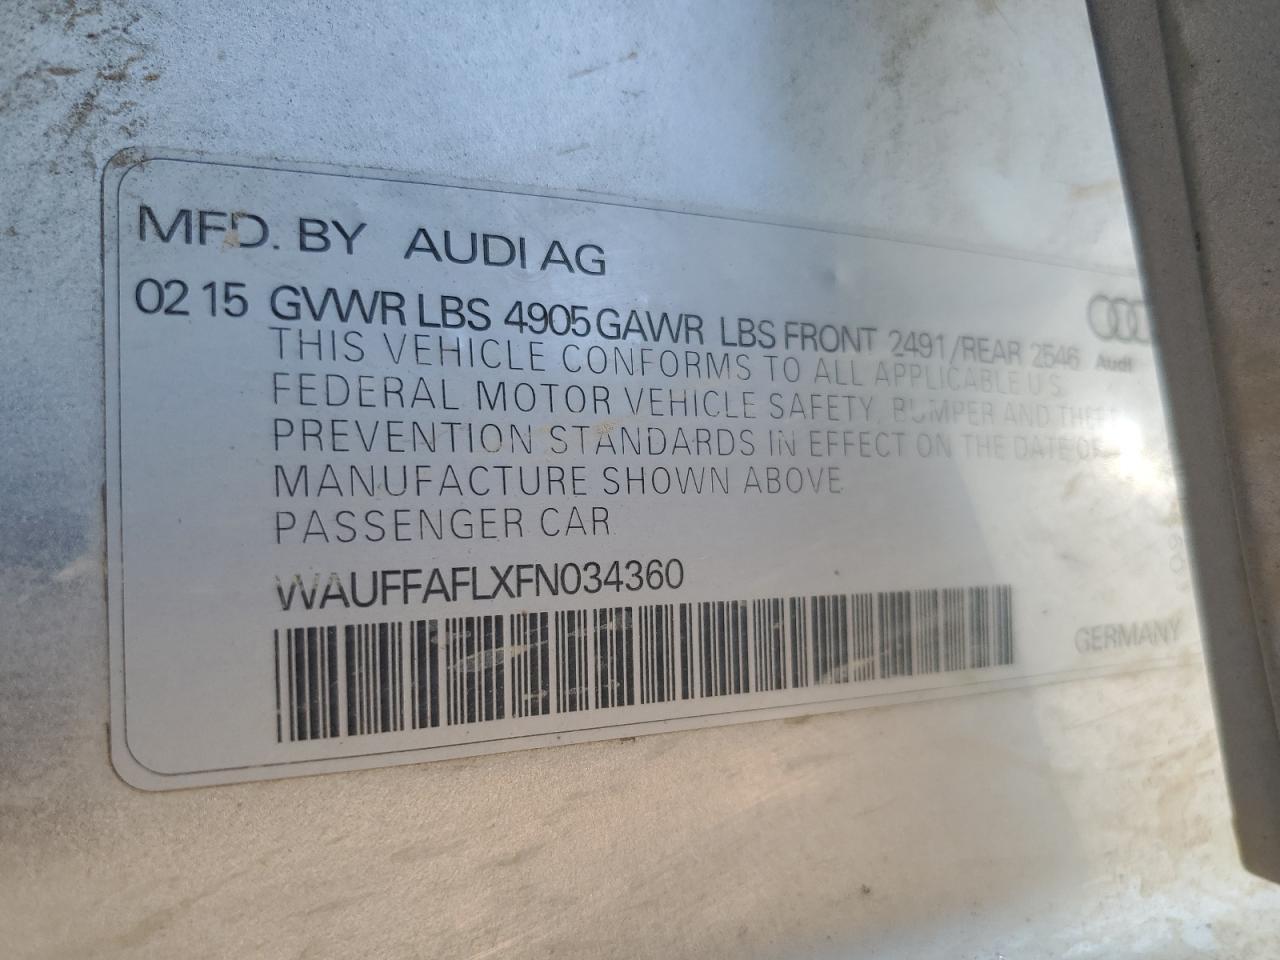 MFD. BY AUDI AG
02 15 GVWR LBS 4905 GAWR LBS FRONT 2491/REAR 2546
Audi
THIS VEHICLE CONFORMS TO ALL APPLICABLE U.S.
FEDERAL MOTOR VEHICLE SAFETY, BUMPER AND THEFT
PREVENTION STANDARDS IN EFFECT ON THE DATE OF
MANUFACTURE SHOWN ABOVE
PASSENGER CAR
WAUFFAFLXFN034360
GERMANY